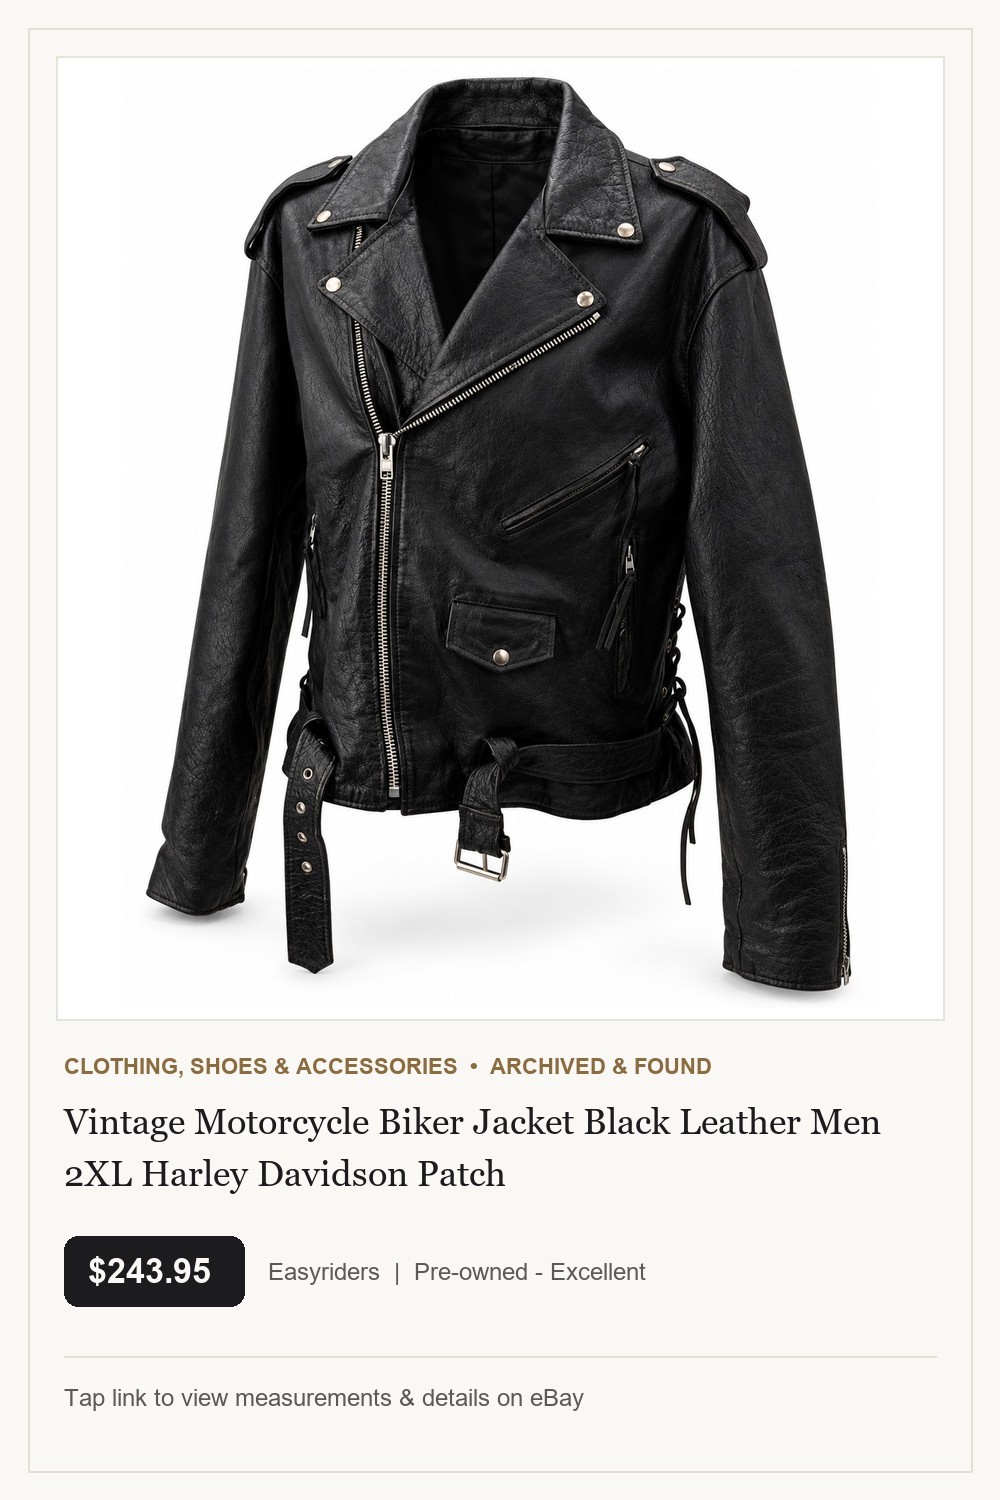 CLOTHING, SHOES & ACCESSORIES • ARCHIVED & FOUND
Vintage Motorcycle Biker Jacket Black Leather Men
2XL Harley Davidson Patch
$243.95 Easyriders | Pre-owned - Excellent
Tap link to view measurements & details on eBay